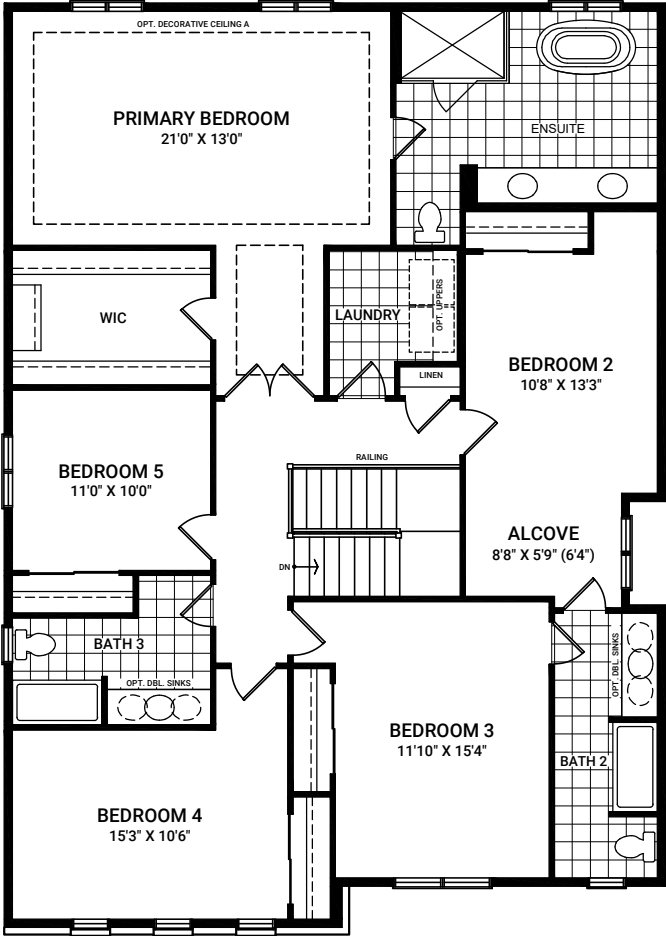 OPT. DECORATIVE CEILING A
PRIMARY BEDROOM
21'0" X 13'0"
ENSUITE
WIC
LAUNDRY
OPT. UPPERS
LINEN
BEDROOM 2
10'8" X 13'3"
RAILING
BEDROOM 5
11'0" X 10'0"
ALCOVE
8'8" X 5'9" (6'4")
DN
BATH 3
OPT. DBL. SINKS
OPT. DBL. SINKS
BEDROOM 3
11'10" X 15'4"
BATH 2
BEDROOM 4
15'3" X 10'6"